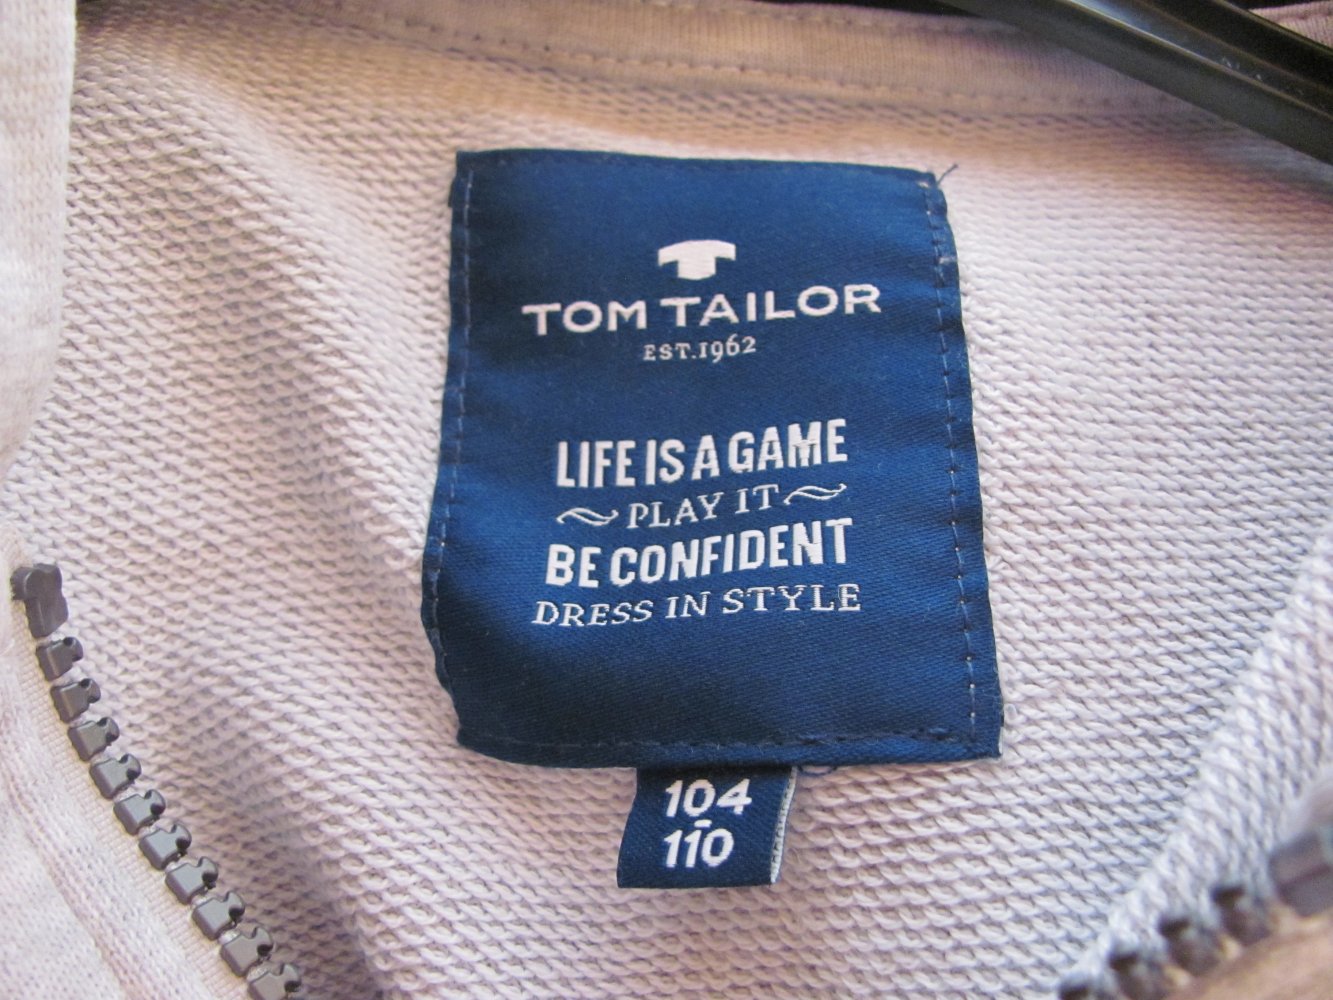 TOM TAILOR
EST.1962
LIFE IS A GAME
PLAY IT
BE CONFIDENT
DRESS IN STYLE
104
-
110